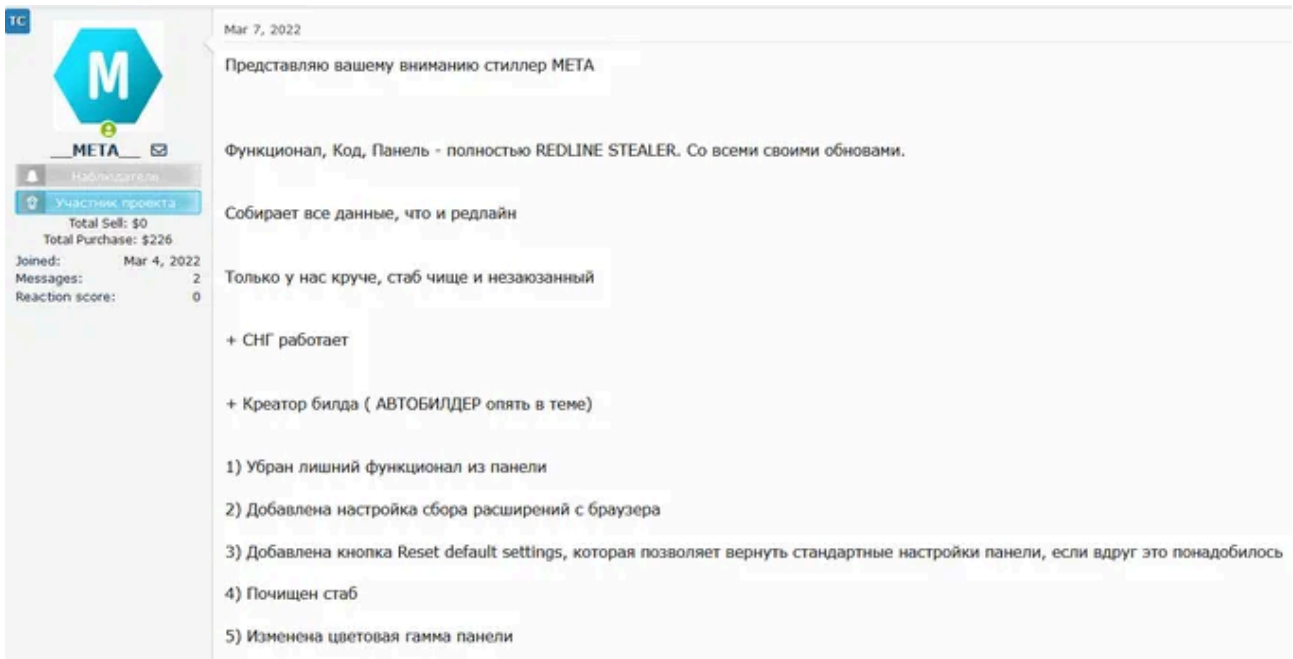 TC
M
__META__
Наблюдатель
Участник проекта
Total Sell: $0
Total Purchase: $226
Joined: Mar 4, 2022
Messages: 2
Reaction score: 0
Mar 7, 2022
Представляю вашему вниманию стиллер META
Функционал, Код, Панель - полностью REDLINE STEALER. Со всеми своими обновами.
Собирает все данные, что и редлайн
Только у нас круче, стаб чище и незаюзанный
+ СНГ работает
+ Креатор билда ( АВТОБИЛДЕР опять в теме)
1) Убран лишний функционал из панели
2) Добавлена настройка сбора расширений с браузера
3) Добавлена кнопка Reset default settings, которая позволяет вернуть стандартные настройки панели, если вдруг это понадобилось
4) Почищен стаб
5) Изменена цветовая гамма панели